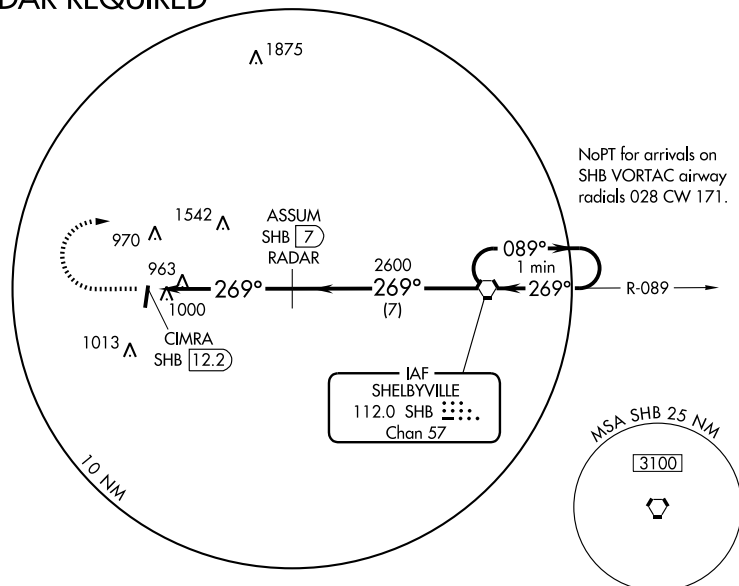 DAR REQUIRED
1875
NoPT for arrivals on
SHB VORTAC airway
radials 028 CW 171.
1542
970
ASSUM
SHB 7
RADAR
089°
1 min
2600
963
269°
269°
269°
R-089
(7)
1000
1013
CIMRA
SHB 12.2
IAF
SHELBYVILLE
112.0 SHB
Chan 57
10 NM
MSA SHB 25 NM
3100